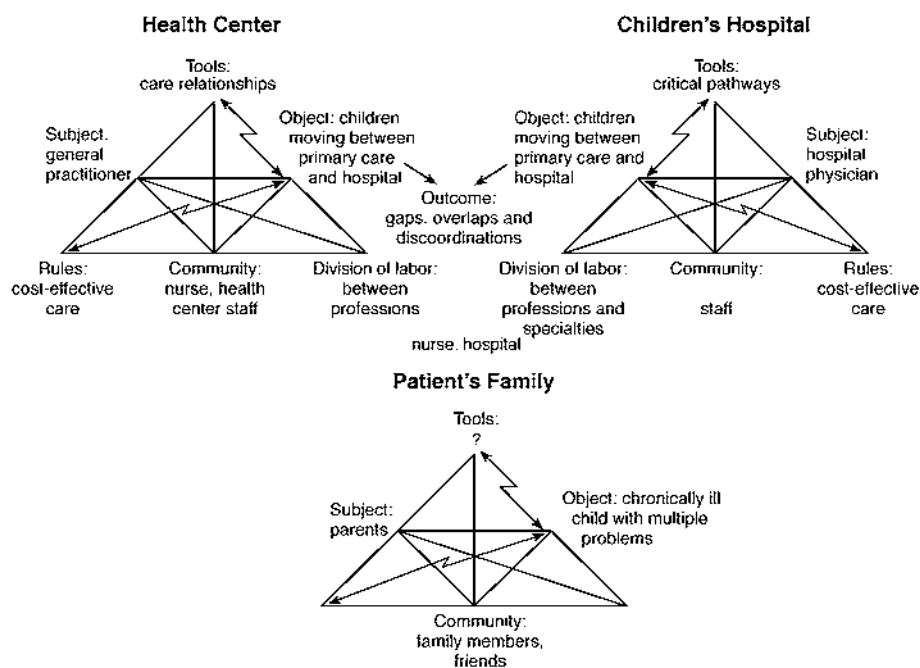 Health Center
Tools:
care relationships
Subject.
general
practitioner
Object: children
moving between
primary care
and hospital
Rules:
cost-effective
care
Community:
nurse, health
center staff
Division of labor:
between
professions
Outcome:
gaps. overlaps and
discoordinations
Children's Hospital
Tools:
critical pathways
Object: children
moving between
primary care and
hospital
Subject:
hospital
physician
Division of labor:
between
professions and
specialties
Community:
staff
nurse. hospital
Rules:
cost-effective
care
Patient's Family
Tools:
?
Subject:
parents
Object: chronically ill
child with multiple
problems
Community:
family members,
friends